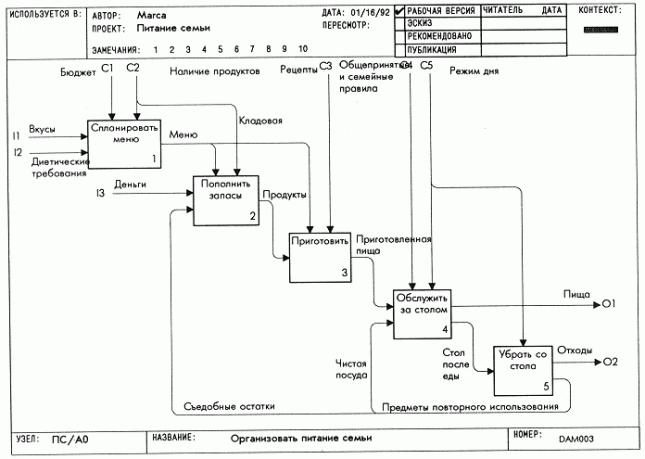 ИСПОЛЬЗУЕТСЯ В:
АВТОР: Marca
ДАТА: 01/16/92
РАБОЧАЯ ВЕРСИЯ
ЧИТАТЕЛЬ ДАТА
КОНТЕКСТ:
ПРОЕКТ: Питание семьи
ПЕРЕСМОТР:
ЭСКИЗ
РЕКОМЕНДОВАНО
ЗАМЕЧАНИЯ: 1 2 3 4 5 6 7 8 9 10
ПУБЛИКАЦИЯ
Бюджет C1
C2 Наличие продуктов
Рецепты C3
Общепринятые
и семейные
правила
C4
C5 Режим дня
I1 Вкусы
I2
Диетические
требования
Спланировать
меню
1
Меню
Кладовая
I3 Деньги
Пополнить
запасы
2
Продукты
Приготовить
3
Приготовленная
пища
Обслужить
за столом
4
Пища
O1
Чистая
посуда
Стол
после
еды
Убрать со
стола
5
Отходы
O2
Съедобные остатки
Предметы повторного использования
УЗЕЛ: ПС/А0
НАЗВАНИЕ: Организовать питание семьи
НОМЕР: DAM003